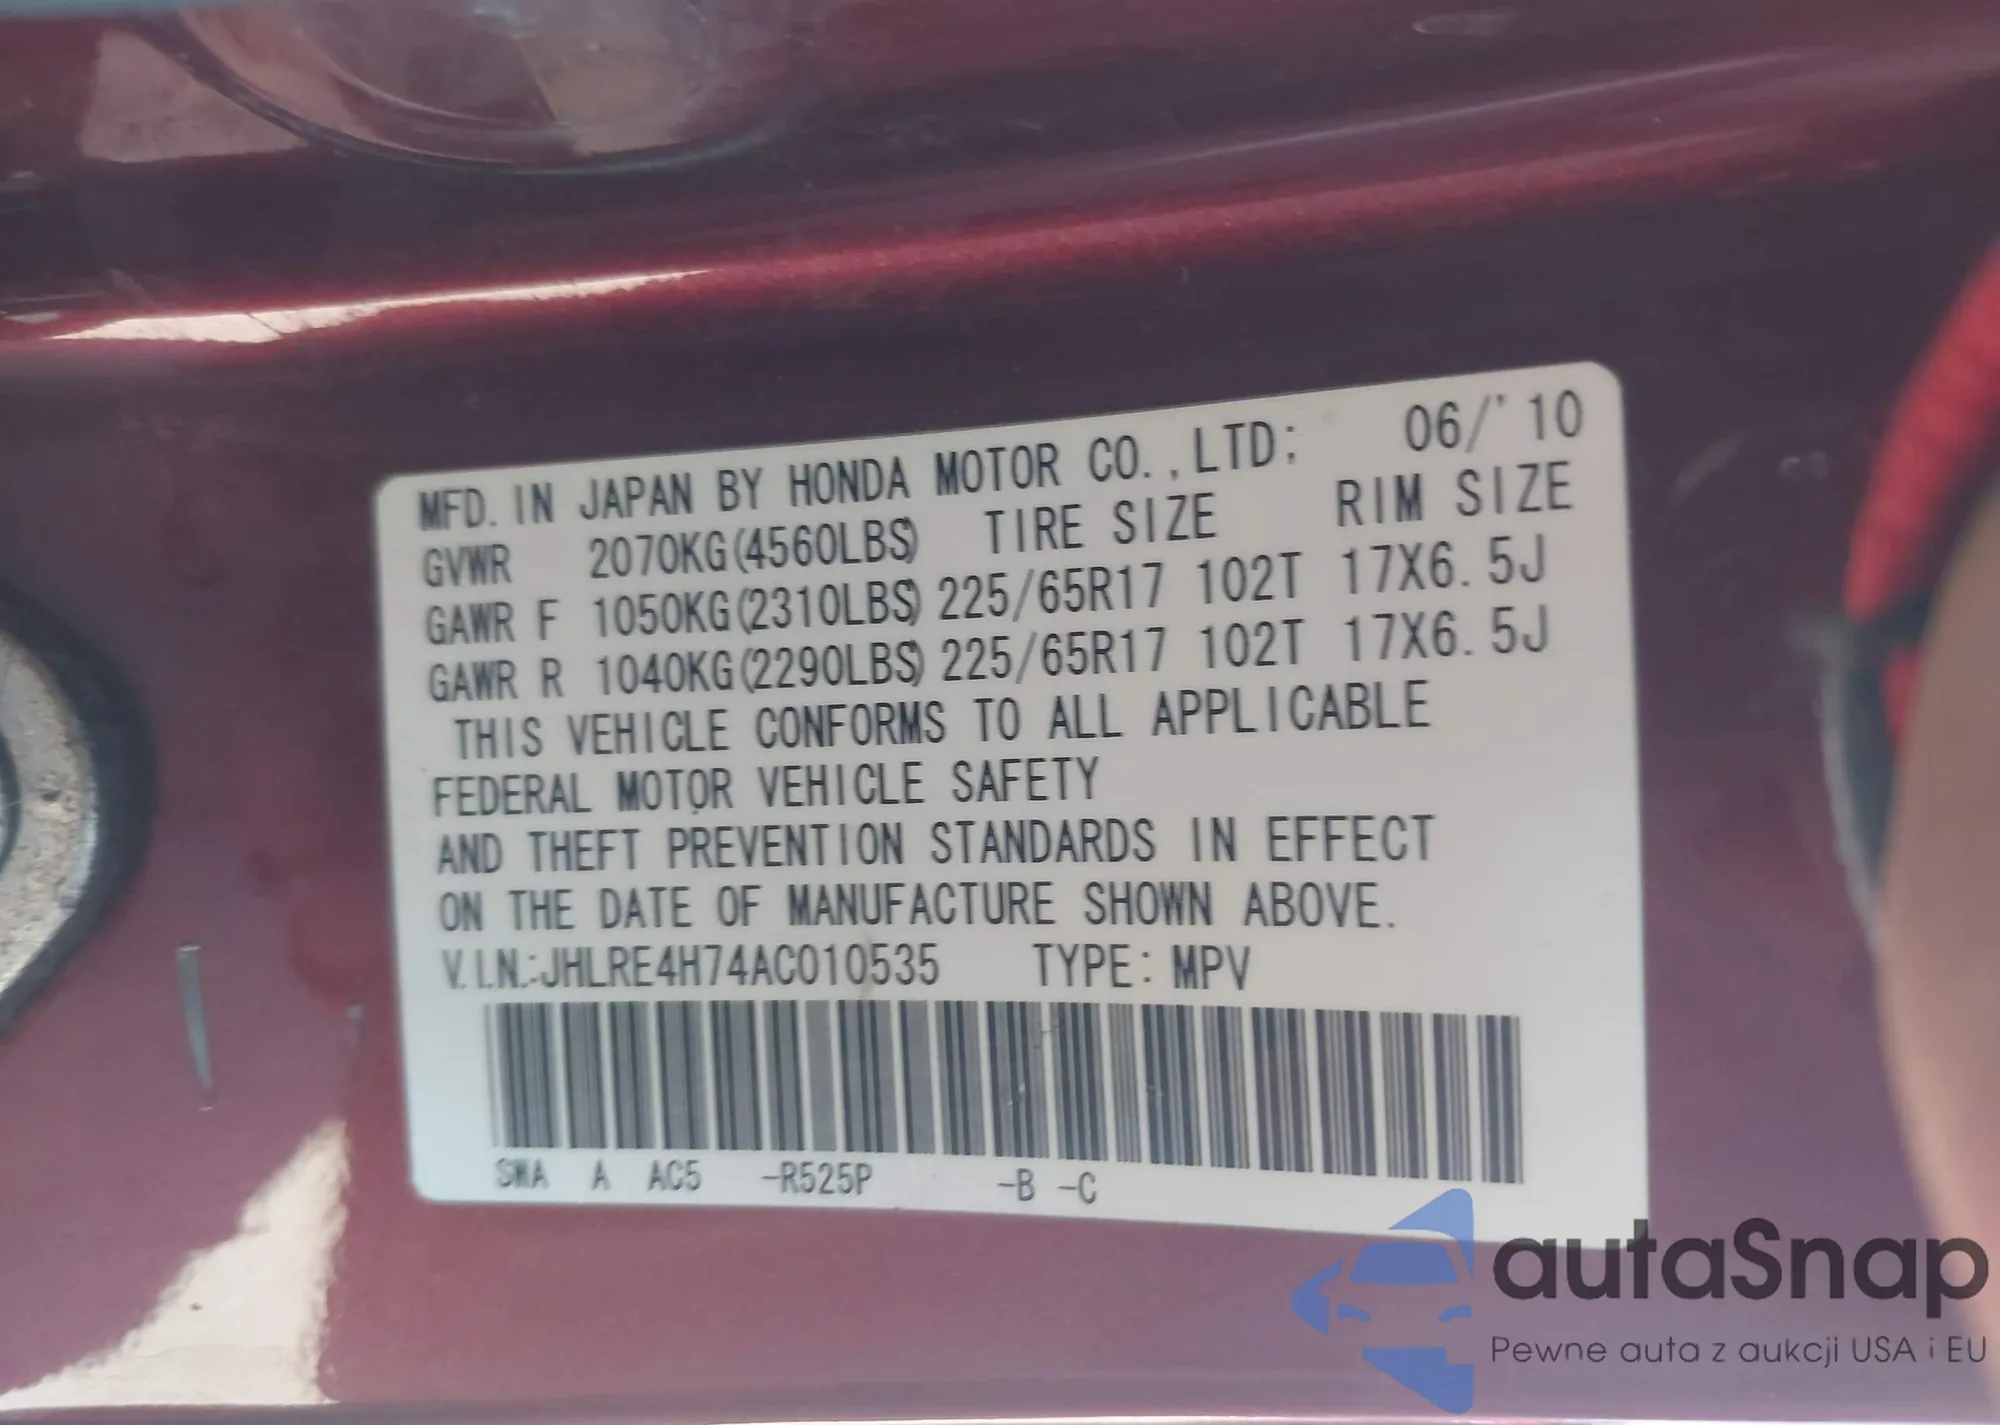 MFD. IN JAPAN BY HONDA MOTOR CO.,LTD; 06/'10
GVWR 2070KG(4560LBS) TIRE SIZE RIM SIZE
GAWR F 1050KG(2310LBS) 225/65R17 102T 17X6.5J
GAWR R 1040KG(2290LBS) 225/65R17 102T 17X6.5J
THIS VEHICLE CONFORMS TO ALL APPLICABLE
FEDERAL MOTOR VEHICLE SAFETY
AND THEFT PREVENTION STANDARDS IN EFFECT
ON THE DATE OF MANUFACTURE SHOWN ABOVE.
V.I.N.:JHLRE4H74AC010535 TYPE: MPV
SWA A AC5 -R525P -B -C
autaSnap
Pewne auta z aukcji USA i EU